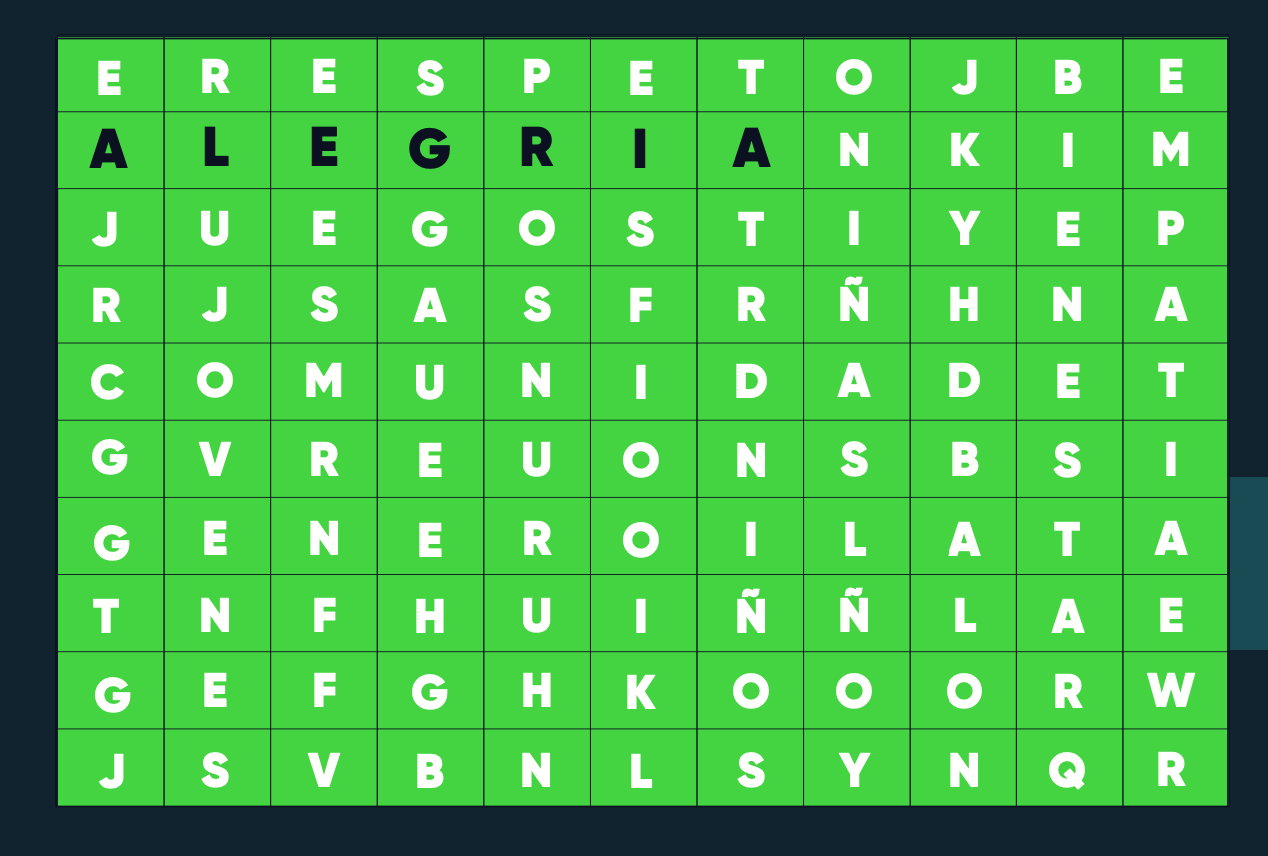 E R E S P E T O J B E
A L E G R I A N K I M
J U E G O S T I Y E P
R J S A S F R Ñ H N A
C O M U N I D A D E T
G V R E U O N S B S I
G E N E R O I L A T A
T N F H U I Ñ Ñ L A E
G E F G H K O O O R W
J S V B N L S Y N Q R